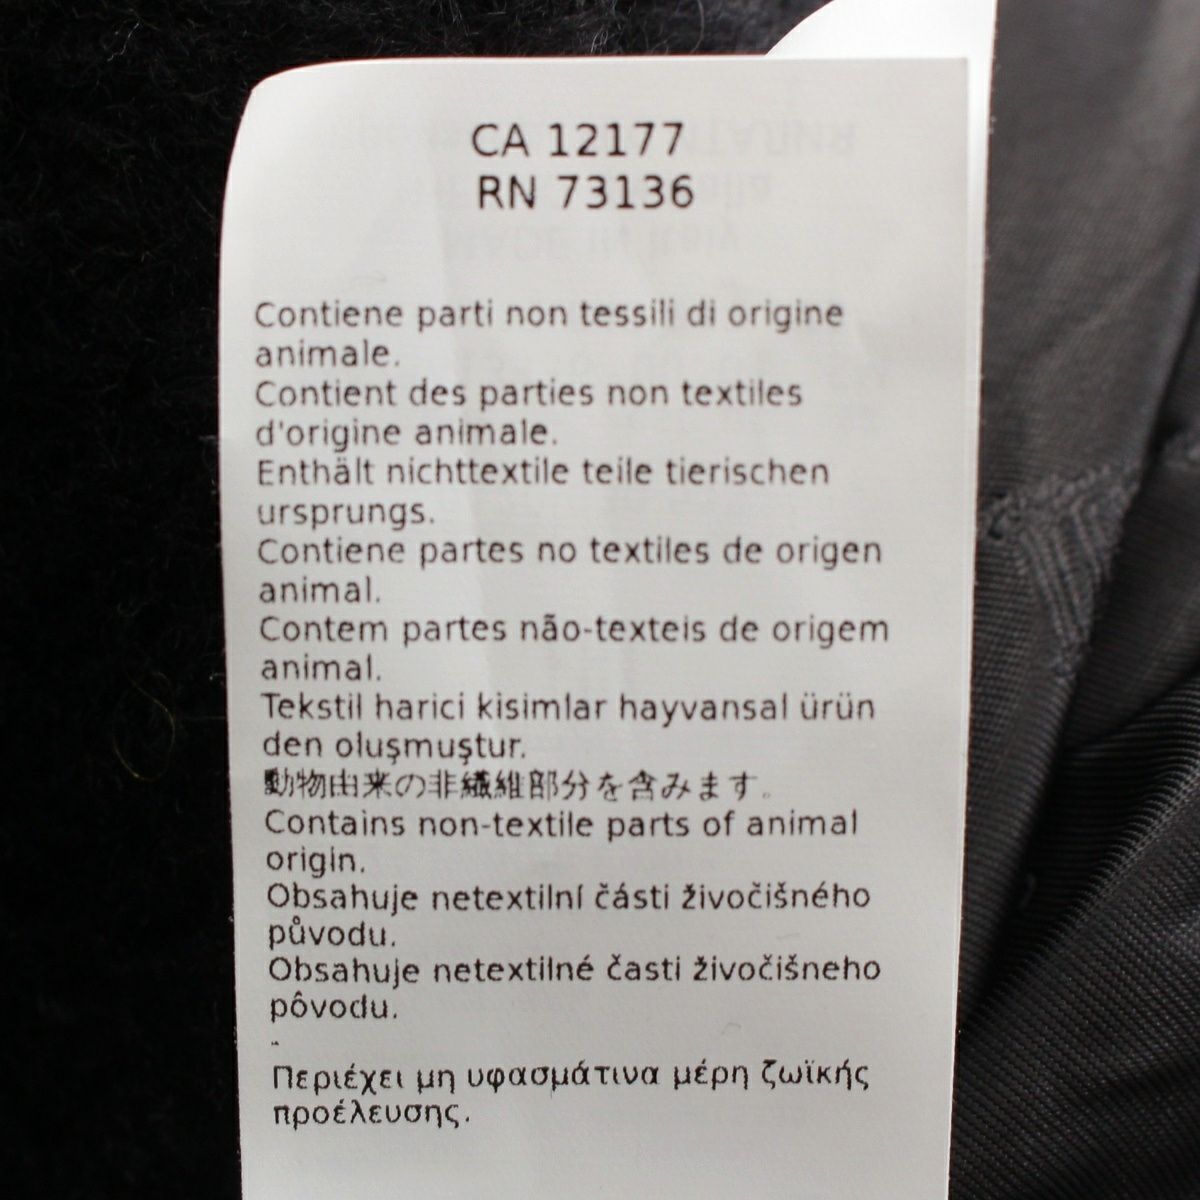 CA 12177
RN 73136
Contiene parti non tessili di origine
animale.
Contient des parties non textiles
d'origine animale.
Enthält nichttextile teile tierischen
ursprungs.
Contiene partes no textiles de origen
animal.
Contem partes não-texteis de origem
animal.
Tekstil harici kisimlar hayvansal ürün
den oluşmuştur.
動物由来の非繊維部分を含みます。
Contains non-textile parts of animal
origin.
Obsahuje netextilní části živočišného
původu.
Obsahuje netextilné časti živočišneho
pôvodu.
Περιέχει μη υφασμάτινα μέρη ζωϊκής
προέλευσης.